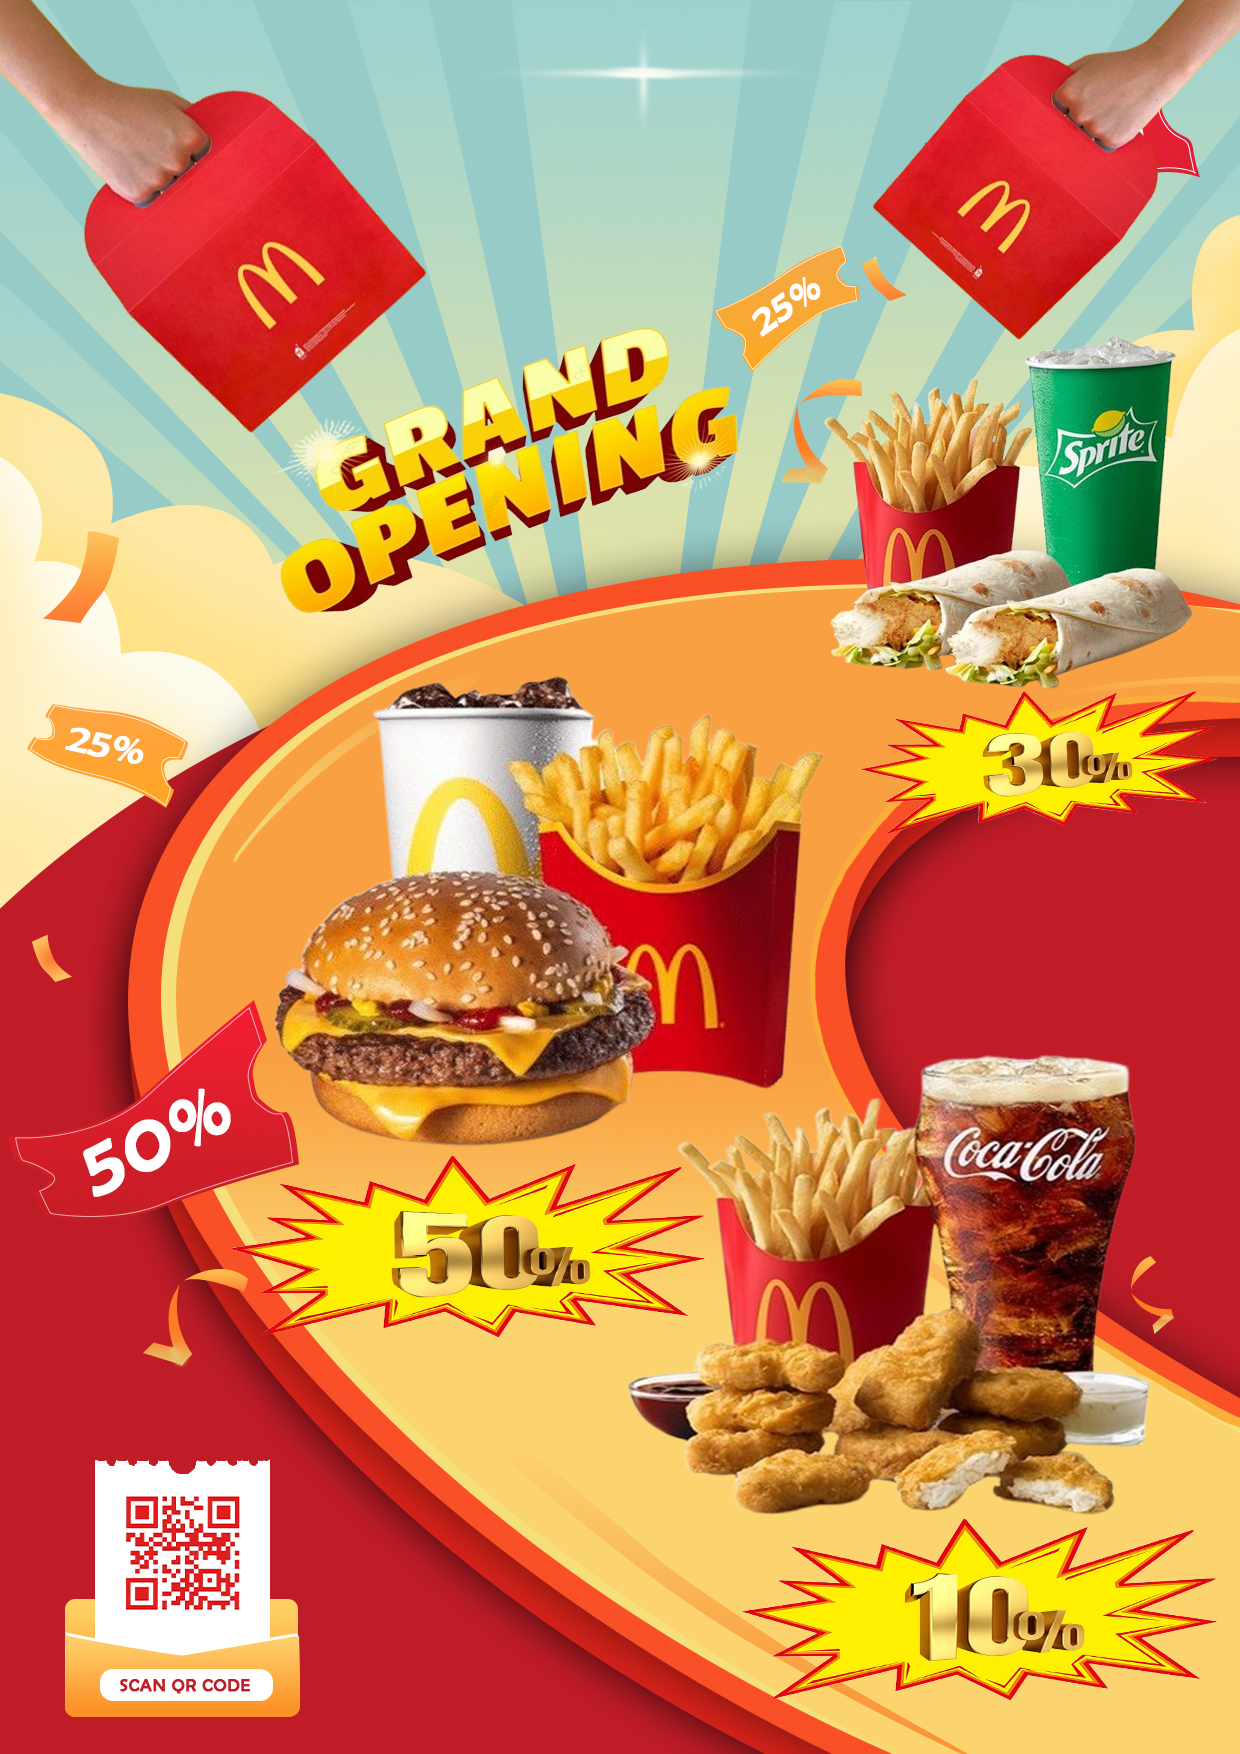 25%
GRAND
OPENING
Sprite
25%
30%
50%
Coca-Cola
50%
10%
SCAN QR CODE